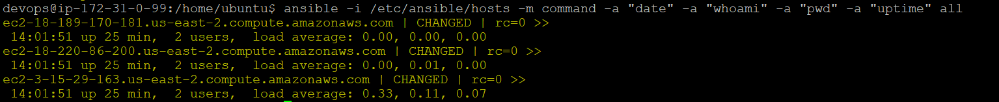 devops@ip-172-31-0-99:/home/ubuntu$ ansible -i /etc/ansible/hosts -m command -a "date" -a "whoami" -a "pwd" -a "uptime" all
ec2-18-189-170-181.us-east-2.compute.amazonaws.com | CHANGED | rc=0 >>
 14:01:51 up 25 min,  2 users,  load average: 0.00, 0.00, 0.00
ec2-18-220-86-200.us-east-2.compute.amazonaws.com | CHANGED | rc=0 >>
 14:01:51 up 25 min,  2 users,  load average: 0.00, 0.01, 0.00
ec2-3-15-29-163.us-east-2.compute.amazonaws.com | CHANGED | rc=0 >>
 14:01:51 up 25 min,  2 users,  load average: 0.33, 0.11, 0.07